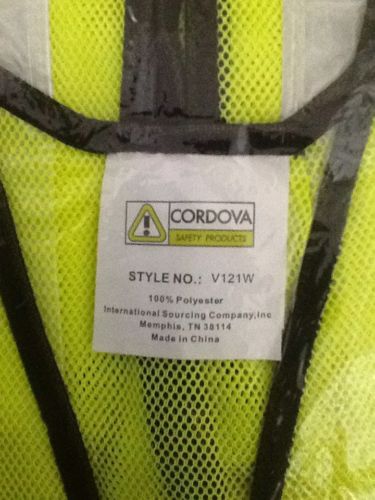 CORDOVA
SAFETY PRODUCTS
STYLE NO.: V121W
100% Polyester
International Sourcing Company,Inc
Memphis, TN 38114
Made in China